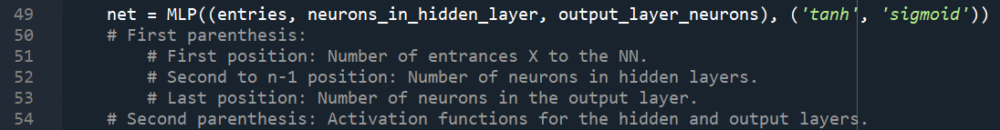 49 net = MLP((entries, neurons_in_hidden_layer, output_layer_neurons), ('tanh', 'sigmoid'))
50 # First parenthesis:
51 # First position: Number of entrances X to the NN.
52 # Second to n-1 position: Number of neurons in hidden layers.
53 # Last position: Number of neurons in the output layer.
54 # Second parenthesis: Activation functions for the hidden and output layers.